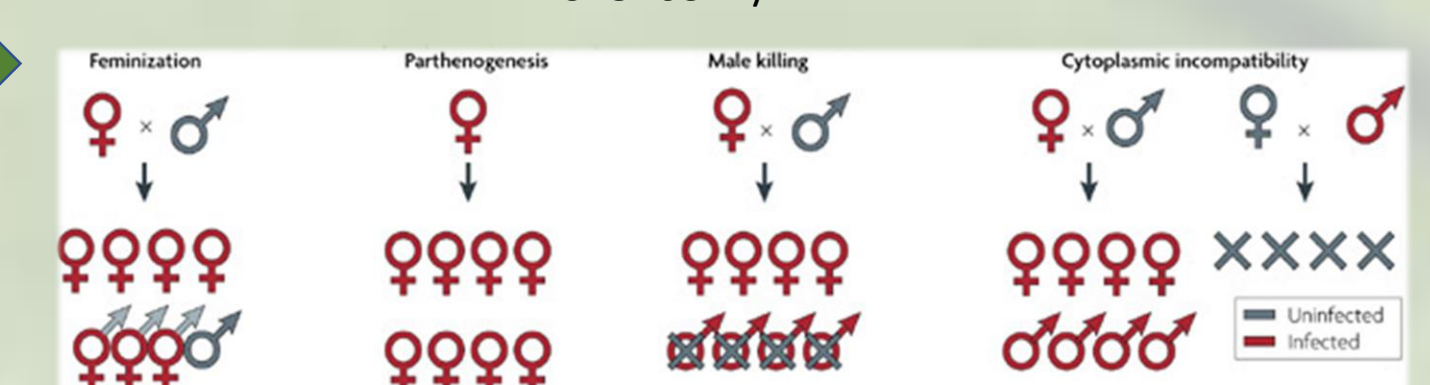 Feminization
Parthenogenesis
Male killing
Cytoplasmic incompatibility
×
×
×
×
Uninfected
Infected